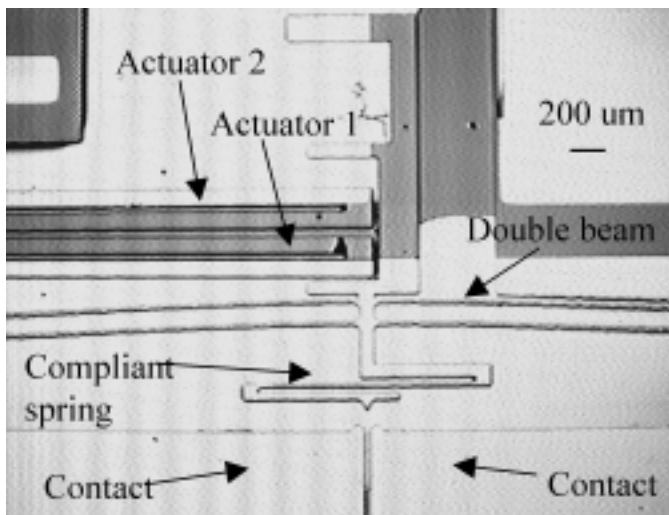 Actuator 2
Actuator 1
200 um
Double beam
Compliant
spring
Contact
Contact